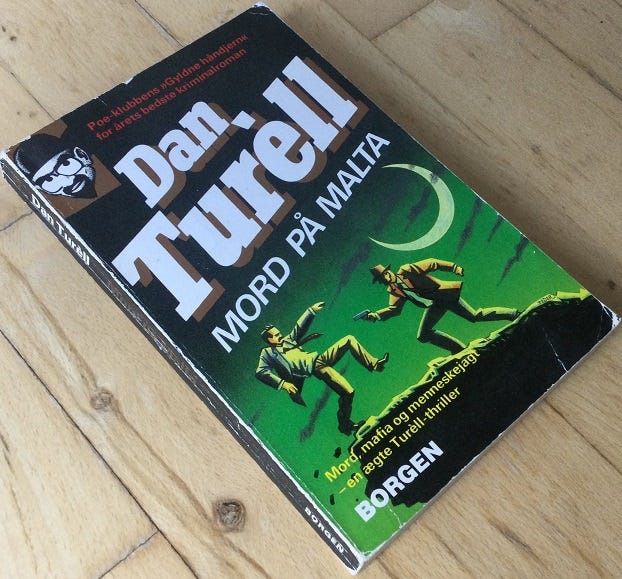 Poe-klubbens »Gyldne håndjern«
for årets bedste kriminalroman
Dan
Turèll
MORD PÅ MALTA
Mord, mafia og menneskejagt
– en ægte Turèll-thriller
BORGEN
Dan Turèll
BORGEN